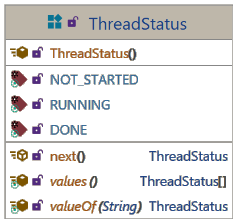 ThreadStatus
ThreadStatus()
NOT_STARTED
RUNNING
DONE
next() ThreadStatus
values () ThreadStatus[]
valueOf (String) ThreadStatus